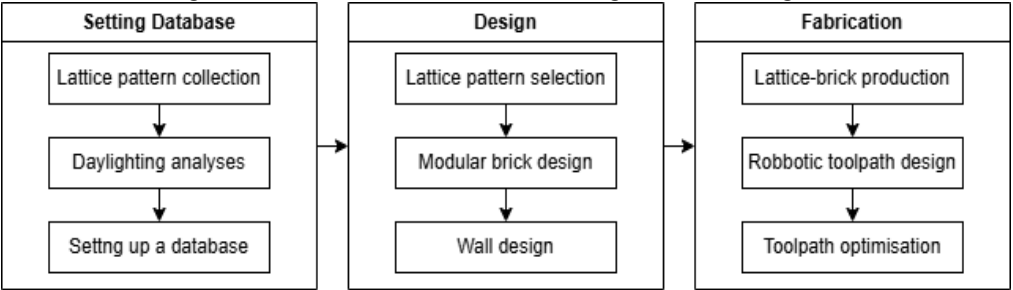 Setting Database
Lattice pattern collection
Daylighting analyses
Settng up a database
Design
Lattice pattern selection
Modular brick design
Wall design
Fabrication
Lattice-brick production
Robbotic toolpath design
Toolpath optimisation